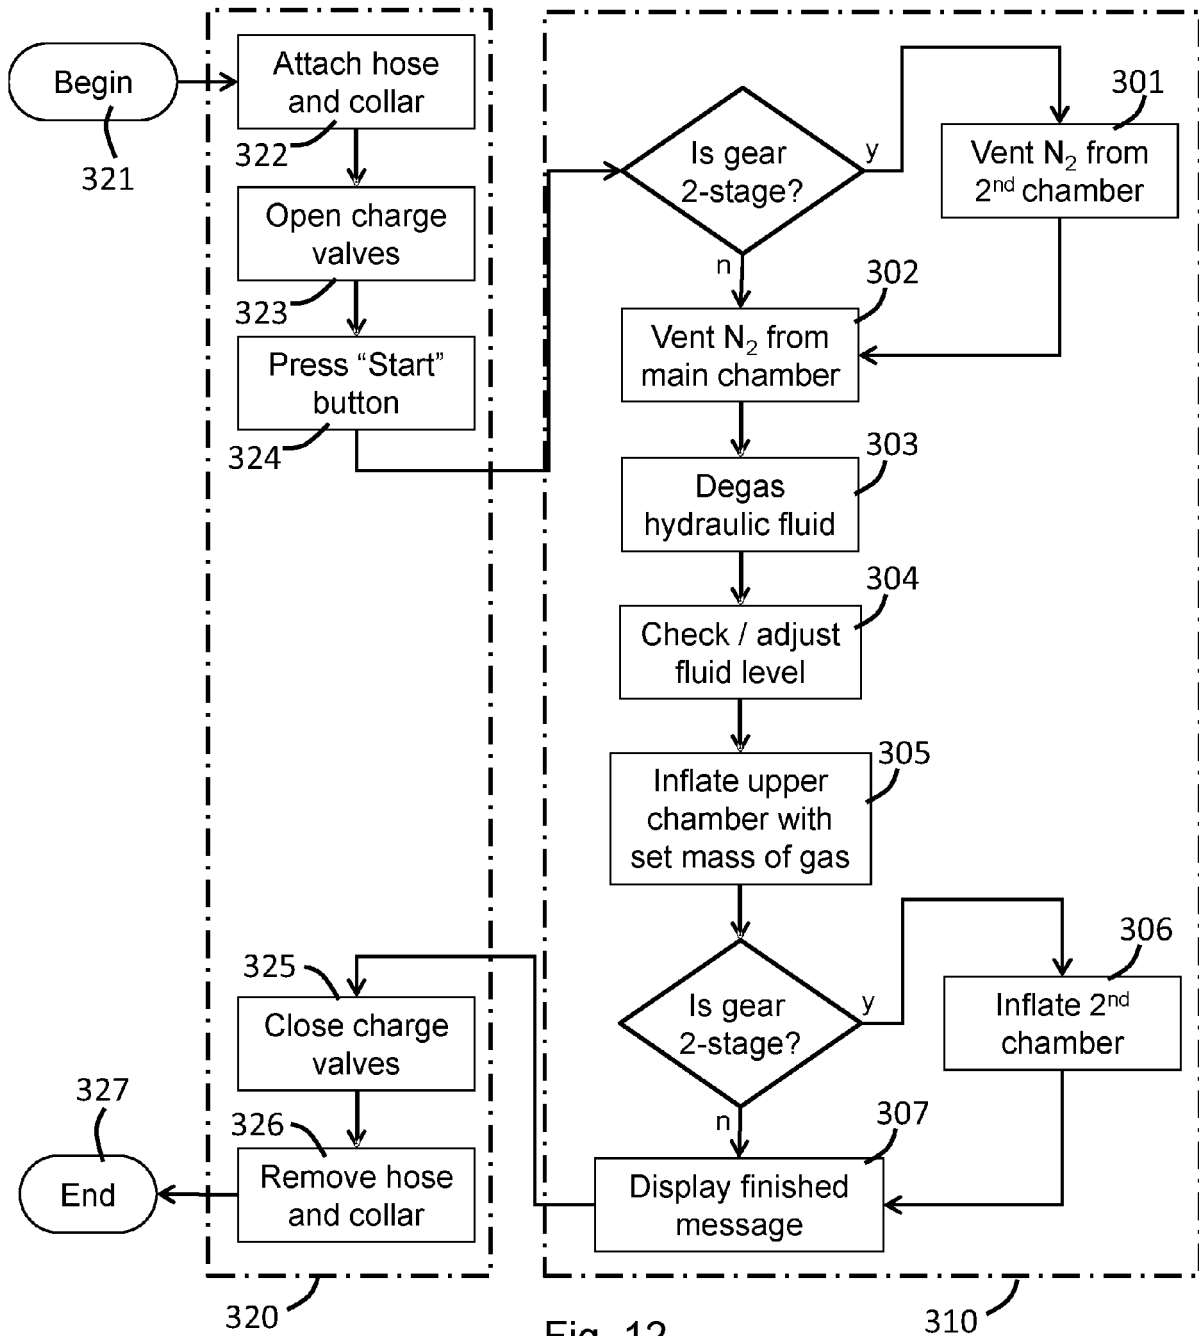 Begin
321
Attach hose
and collar
322
Open charge
valves
323
Press “Start”
button
324
Is gear
2-stage?
y
n
301
Vent N₂ from
2ⁿᵈ chamber
302
Vent N₂ from
main chamber
303
Degas
hydraulic fluid
304
Check / adjust
fluid level
305
Inflate upper
chamber with
set mass of gas
Is gear
2-stage?
y
n
306
Inflate 2ⁿᵈ
chamber
307
Display finished
message
325
Close charge
valves
326
Remove hose
and collar
327
End
320
310
Fig. 12